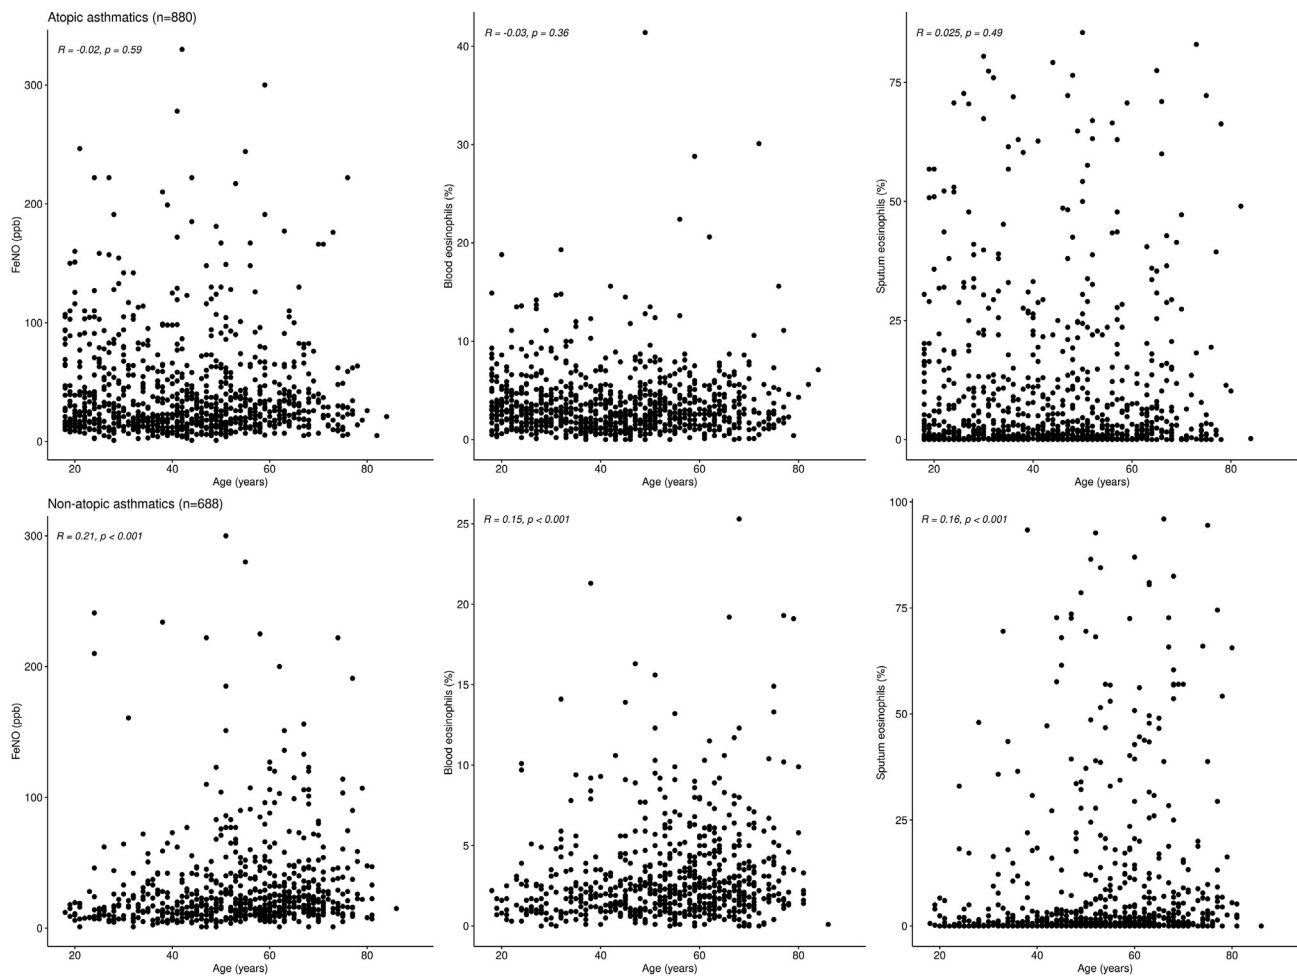 Atopic asthmatics (n=880)
R = -0.02, p = 0.59
FeNO (ppb)
300
200
100
0
20 40 60 80
Age (years)
R = -0.03, p = 0.36
Blood eosinophils (%)
40
30
20
10
0
20 40 60 80
Age (years)
R = 0.025, p = 0.49
Sputum eosinophils (%)
75
50
25
0
20 40 60 80
Age (years)
Non-atopic asthmatics (n=688)
R = 0.21, p < 0.001
FeNO (ppb)
300
200
100
0
20 40 60 80
Age (years)
R = 0.15, p < 0.001
Blood eosinophils (%)
25
20
15
10
5
0
20 40 60 80
Age (years)
R = 0.16, p < 0.001
Sputum eosinophils (%)
100
75
50
25
0
20 40 60 80
Age (years)